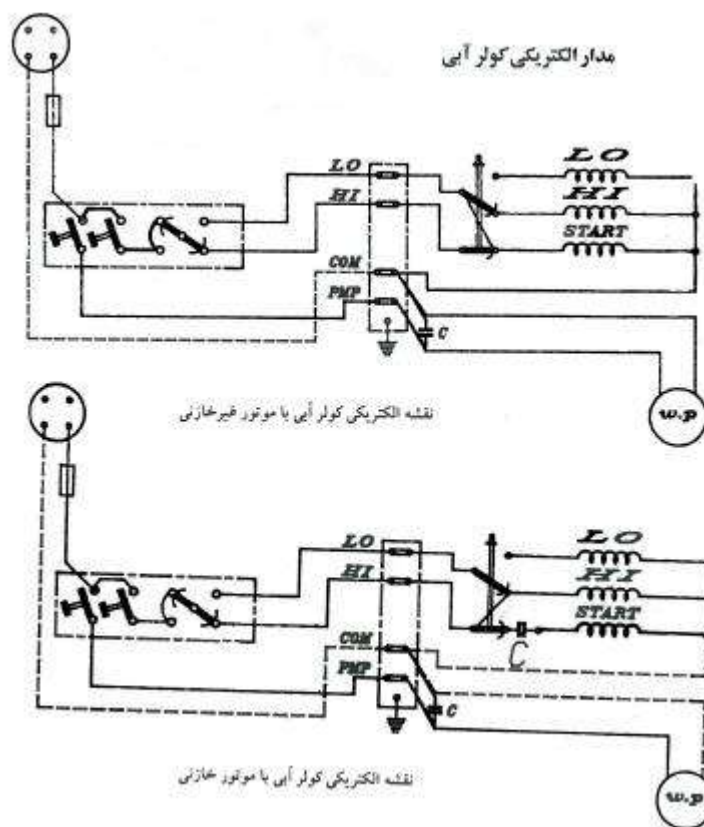 مدار الکتریکی کولر آبی
LO
LO
HI
HI
START
COM
PMP
C
w.p
نقشه الکتریکی کولر آبی با موتور غیرخازنی
LO
LO
HI
HI
START
C
COM
PMP
C
w.p
نقشه الکتریکی کولر آبی با موتور خازنی